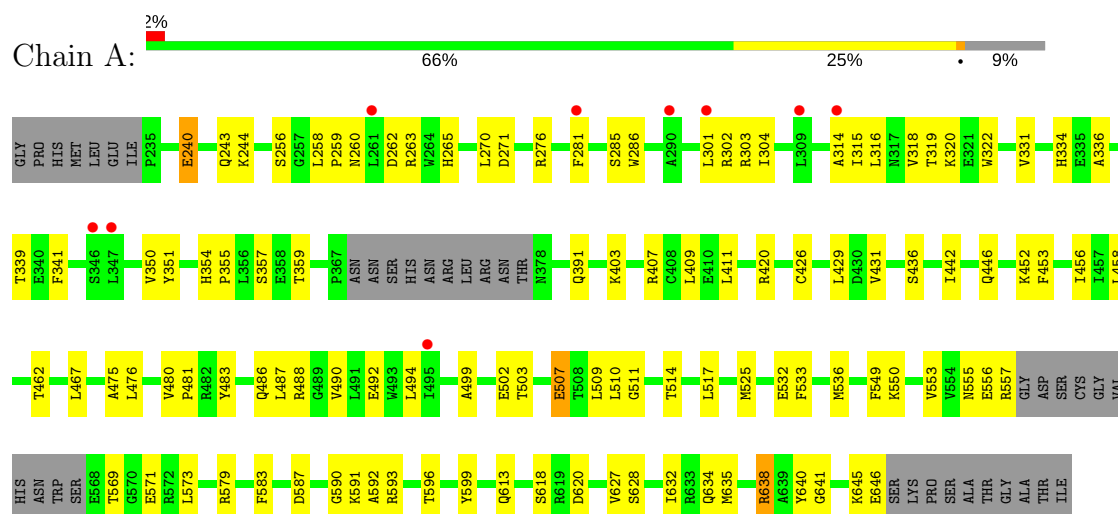 2%
Chain A:
66% 25% • 9%
GLY PRO HIS MET LEU GLU ILE P235 E240 Q243 K244 S256 G257 L258 P259 N260 L261 D262 R263 W264 H265 L270 D271 R276 F281 S285 W286 A290 L301 R302 R303 I304 L309 A314 I315 L316 N317 V318 T319 K320 E321 W322 V331 H334 E335 A336
T339 E340 F341 S346 L347 V350 Y351 H354 P355 L356 S357 E358 T359 P367 ASN ASN SER HIS ASN ARG LEU ARG ASN THR N378 Q391 K403 R407 C408 L409 E410 L411 R420 C426 L429 D430 V431 S436 I442 Q446 K452 F453 I456 I457 L458
T462 L467 A475 L476 V480 P481 R482 Y483 Q486 L487 R488 G489 V490 L491 E492 W493 L494 I495 A499 E502 T503 E507 T508 L509 L510 G511 T514 L517 M525 E532 F533 M536 F549 K550 V553 V554 N555 E556 R557 GLY ASP SER CYS GLY VAL
HIS ASN TRP SER E568 T569 G570 E571 R572 L573 R579 F583 D587 G590 K591 A592 R593 T596 Y599 Q613 S618 R619 D620 V627 S628 I632 R633 Q634 M635 R638 A639 Y640 G641 K645 E646 SER LYS PRO SER ALA THR GLY ALA THR ILE